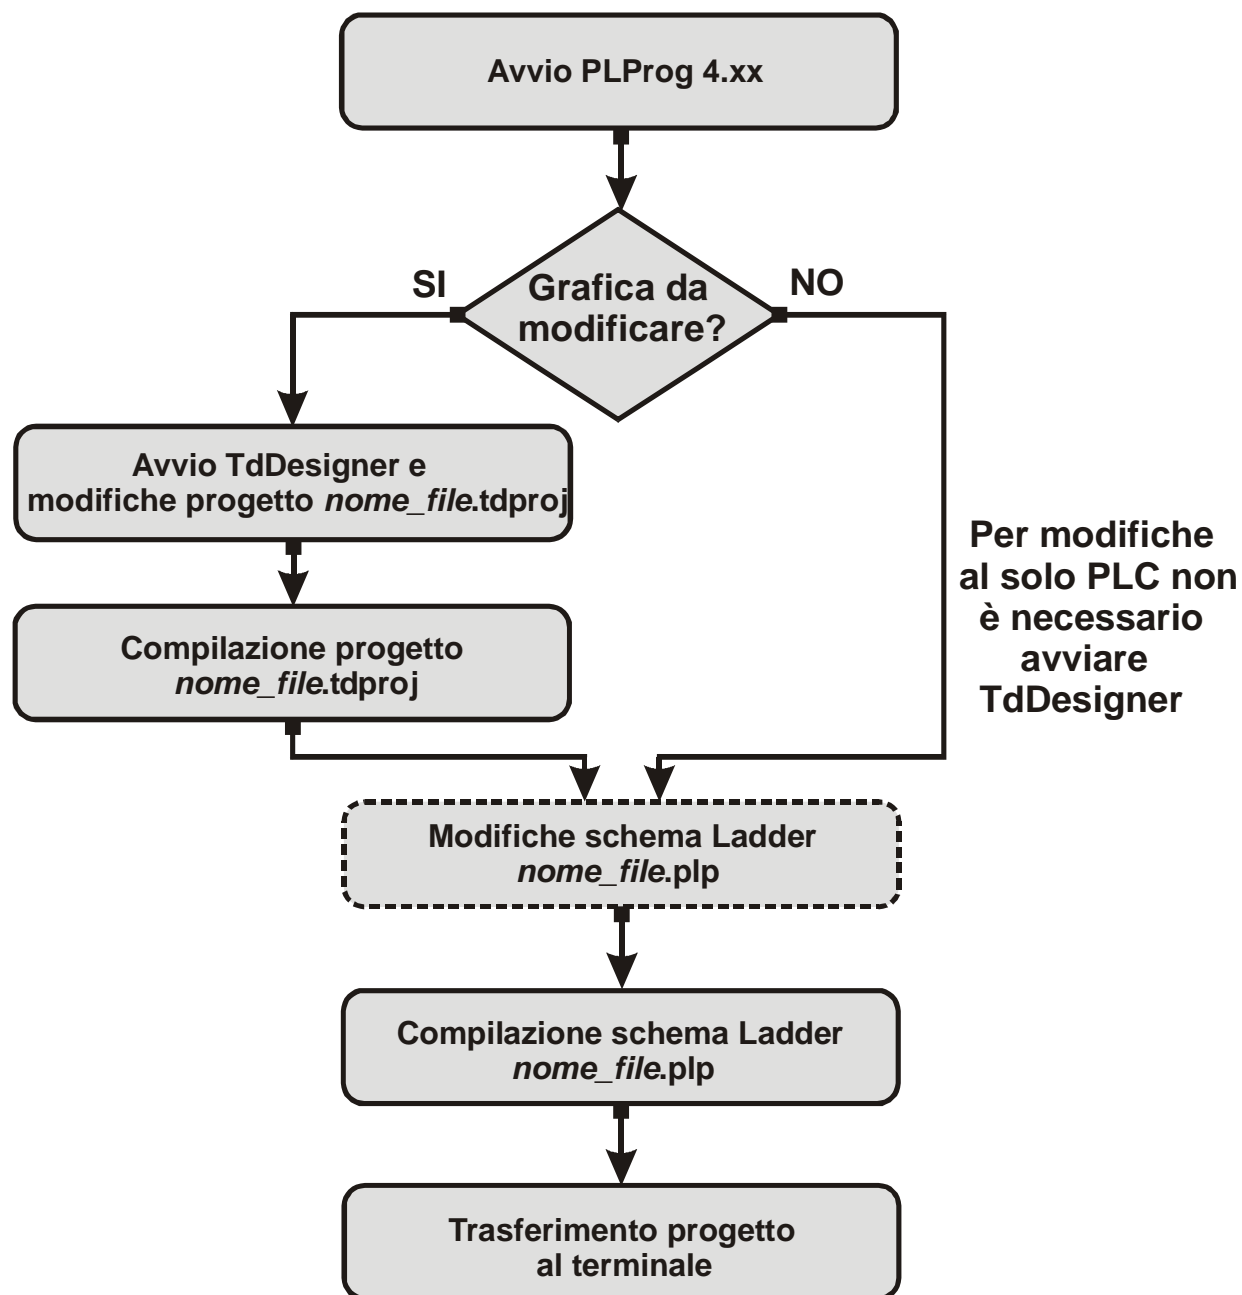 Avvio PLProg 4.xx
SI
Grafica da
modificare?
NO
Avvio TdDesigner e
modifiche progetto nome_file.tdproj
Compilazione progetto
nome_file.tdproj
Per modifiche
al solo PLC non
è necessario
avviare
TdDesigner
Modifiche schema Ladder
nome_file.plp
Compilazione schema Ladder
nome_file.plp
Trasferimento progetto
al terminale